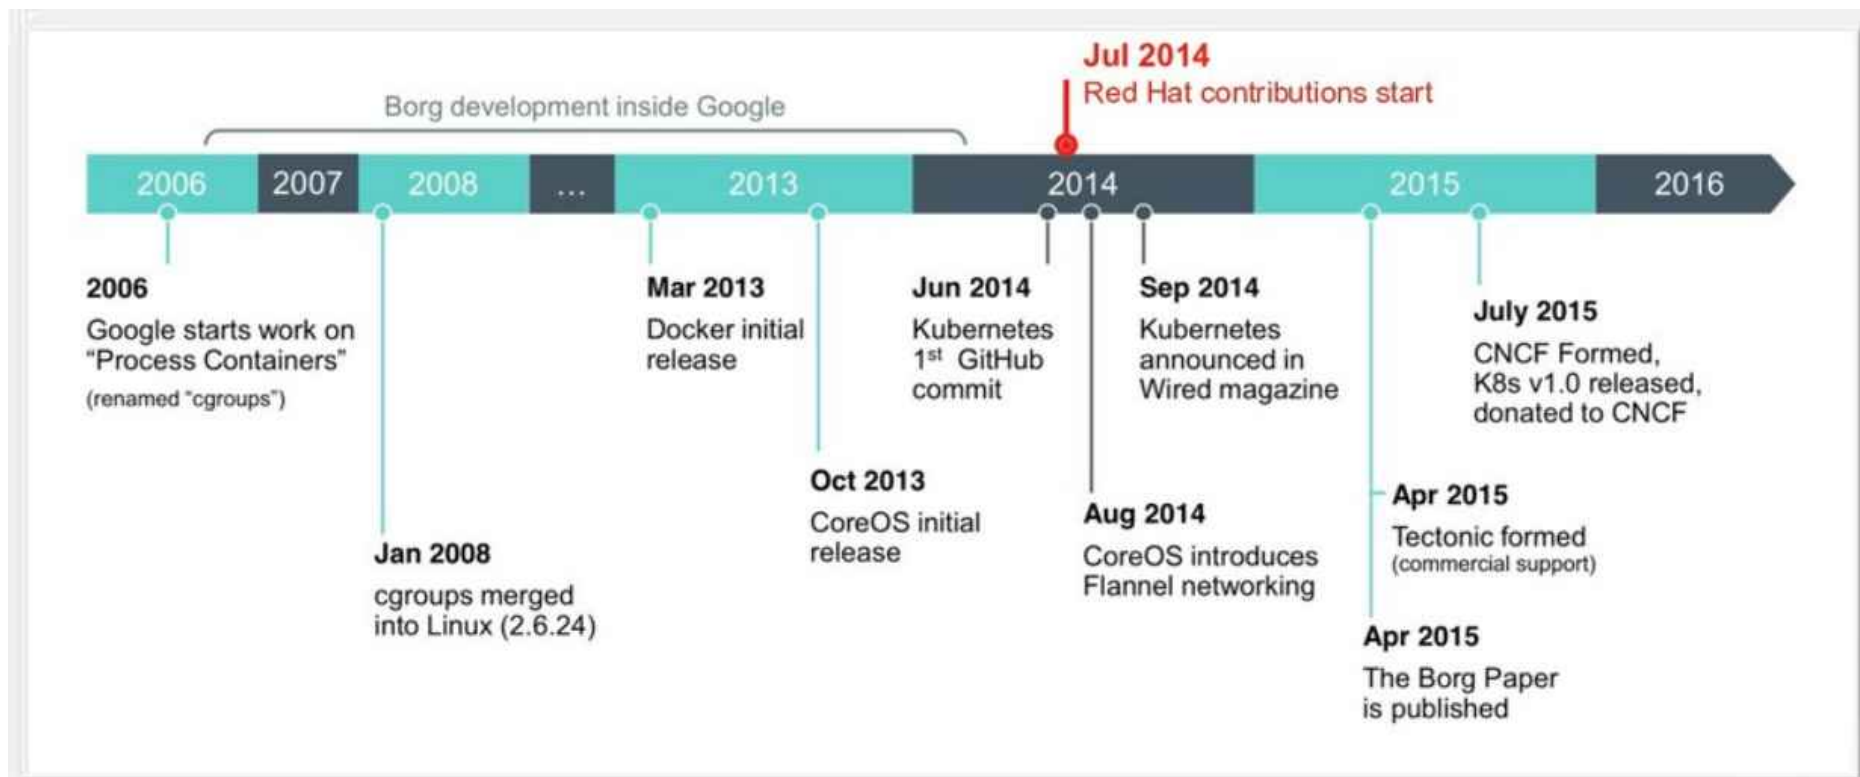 Jul 2014
Red Hat contributions start
Borg development inside Google
2006
2007
2008
...
2013
2014
2015
2016
2006
Google starts work on
“Process Containers”
(renamed “cgroups”)
Jan 2008
cgroups merged
into Linux (2.6.24)
Mar 2013
Docker initial
release
Oct 2013
CoreOS initial
release
Jun 2014
Kubernetes
1st GitHub
commit
Aug 2014
CoreOS introduces
Flannel networking
Sep 2014
Kubernetes
announced in
Wired magazine
Apr 2015
Tectonic formed
(commercial support)
Apr 2015
The Borg Paper
is published
July 2015
CNCF Formed,
K8s v1.0 released,
donated to CNCF